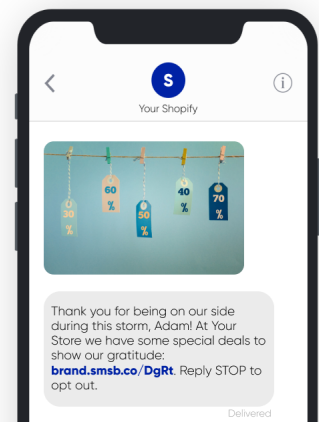 S
Your Shopify
30
%
60
%
50
%
40
%
70
%
Thank you for being on our side
during this storm, Adam! At Your
Store we have some special deals to
show our gratitude:
brand.smsb.co/DgRt. Reply STOP to
opt out.
Delivered